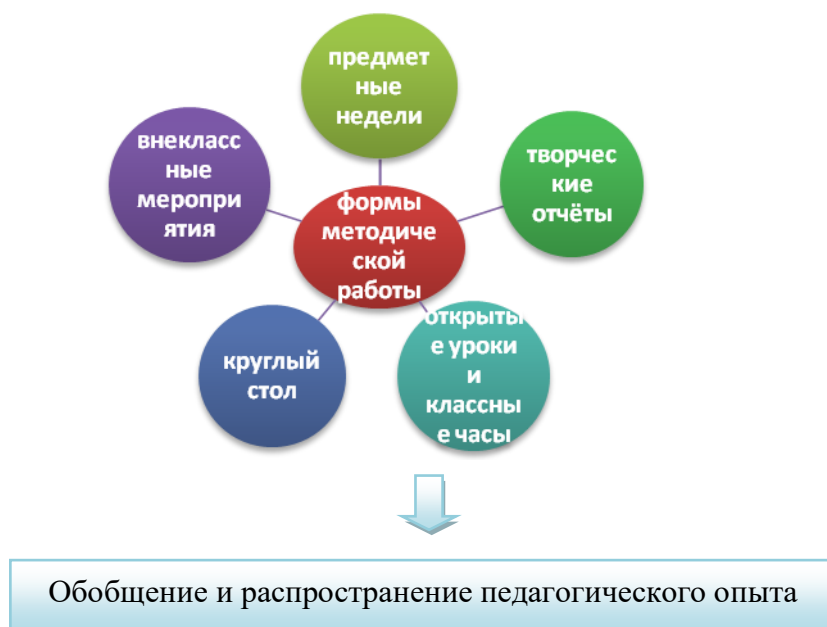 предмет
ные
недели
творчес
кие
отчёты
открыты
е уроки
и
классны
е часы
круглый
стол
внекласс
ные
меропри
ятия
формы
методиче
ской
работы
Обобщение и распространение педагогического опыта